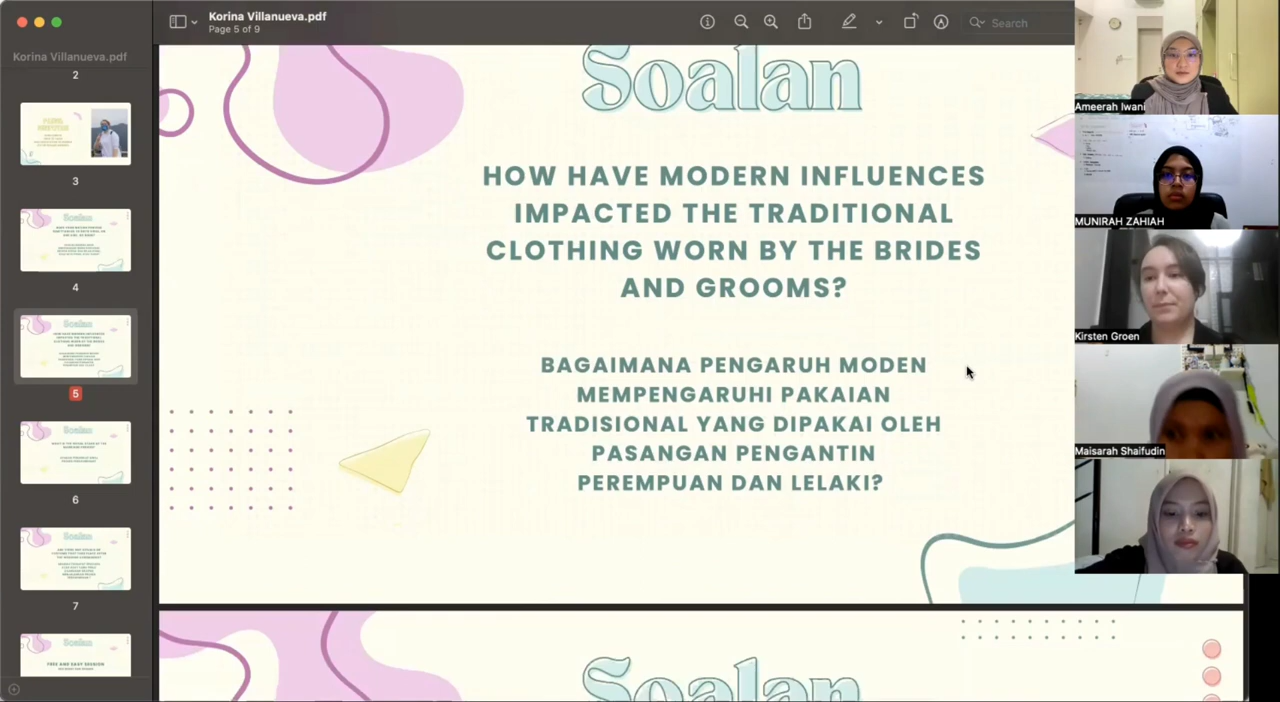 Korina Villanueva.pdf
Page 5 of 9
Search
Korina Villanueva.pdf
2
3
4
5
6
7
Soalan
HOW HAVE MODERN INFLUENCES
IMPACTED THE TRADITIONAL
CLOTHING WORN BY THE BRIDES
AND GROOMS?
BAGAIMANA PENGARUH MODEN
MEMPENGARUHI PAKAIAN
TRADISIONAL YANG DIPAKAI OLEH
PASANGAN PENGANTIN
PEREMPUAN DAN LELAKI?
Soalan
Ameerah Iwani
MUNIRAH ZAHIAH
Kirsten Groen
Maisarah Shaifudin